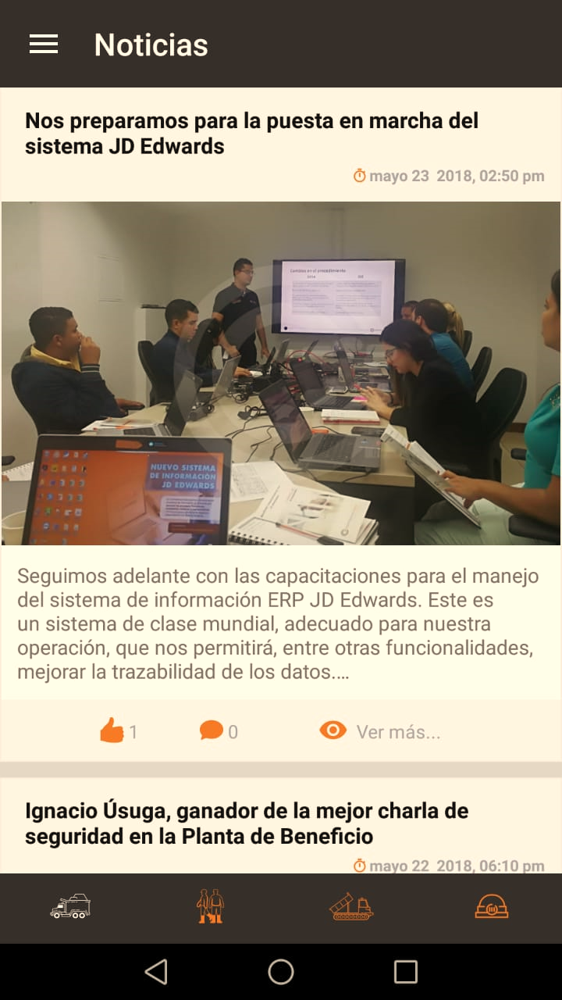 Noticias
Nos preparamos para la puesta en marcha del
sistema JD Edwards
mayo 23 2018, 02:50 pm
Cambios en el procedimiento
NUEVO SISTEMA
DE INFORMACIÓN
JD EDWARDS
Seguimos adelante con las capacitaciones para el manejo
del sistema de información ERP JD Edwards. Este es
un sistema de clase mundial, adecuado para nuestra
operación, que nos permitirá, entre otras funcionalidades,
mejorar la trazabilidad de los datos....
1
0
Ver más...
Ignacio Úsuga, ganador de la mejor charla de
seguridad en la Planta de Beneficio
mayo 22 2018, 06:10 pm